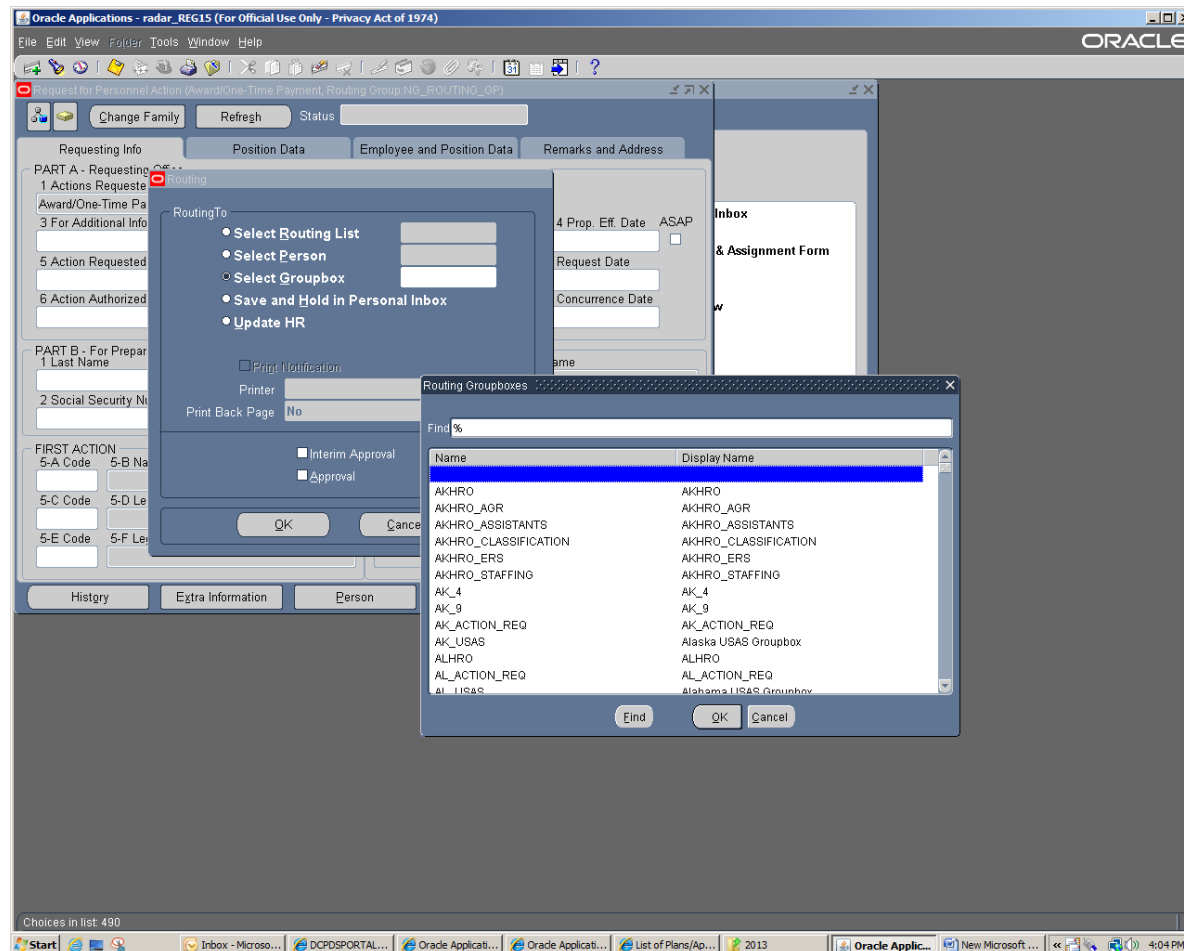 Oracle Applications - radar_REG15 (For Official Use Only - Privacy Act of 1974)
File Edit View Folder Tools Window Help
ORACLE
31
?
Request for Personnel Action (Award/One-Time Payment, Routing Group:NG_ROUTING_GP)
Change Family Refresh Status
Requesting Info Position Data Employee and Position Data Remarks and Address
PART A - Requesting Office
1 Actions Requeste
Award/One-Time Pa
3 For Additional Info 4 Prop. Eff. Date ASAP
5 Action Requested Request Date
6 Action Authorized Concurrence Date
PART B - For Prepar
1 Last Name ame
2 Social Security Nu
FIRST ACTION
5-A Code 5-B Na
5-C Code 5-D Le
5-E Code 5-F Le
History Extra Information Person
Inbox
& Assignment Form
w
Routing
RoutingTo
Select Routing List
Select Person
Select Groupbox
Save and Hold in Personal Inbox
Update HR
Print Notification
Printer
Print Back Page No
Interim Approval
Approval
OK Cance
Routing Groupboxes
Find %
Name Display Name
AKHRO AKHRO
AKHRO_AGR AKHRO_AGR
AKHRO_ASSISTANTS AKHRO_ASSISTANTS
AKHRO_CLASSIFICATION AKHRO_CLASSIFICATION
AKHRO_ERS AKHRO_ERS
AKHRO_STAFFING AKHRO_STAFFING
AK_4 AK_4
AK_9 AK_9
AK_ACTION_REQ AK_ACTION_REQ
AK_USAS Alaska USAS Groupbox
ALHRO ALHRO
AL_ACTION_REQ AL_ACTION_REQ
AL_USAS Alabama USAS Groupbox
Find OK Cancel
Choices in list: 490
Start Inbox - Microso... DCPDSPORTAL... Oracle Applicati... Oracle Applicati... List of Plans/Ap... 2013 Oracle Applic... New Microsoft ... « 4:04 PM